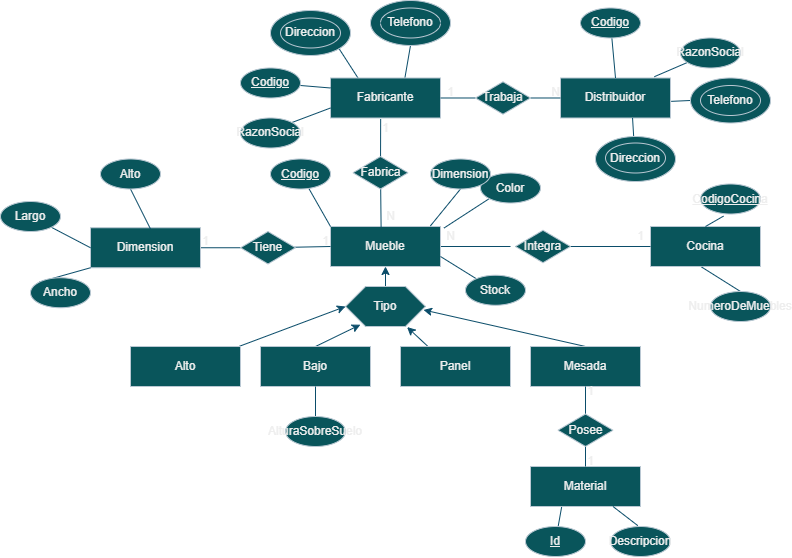 Telefono
Codigo
Direccion
RazonSocial
Codigo
Fabricante
1
Trabaja
N
Distribuidor
Telefono
RazonSocial
1
Direccion
Fabrica
Codigo
Dimension
Color
Alto
CodigoCocina
Largo
N
Dimension
1
Tiene
1
Mueble
N
Integra
1
Cocina
Ancho
Stock
NumeroDeMuebles
Tipo
Alto
Bajo
Panel
Mesada
1
AlturaSobreSuelo
Posee
1
Material
Id
Descripcion